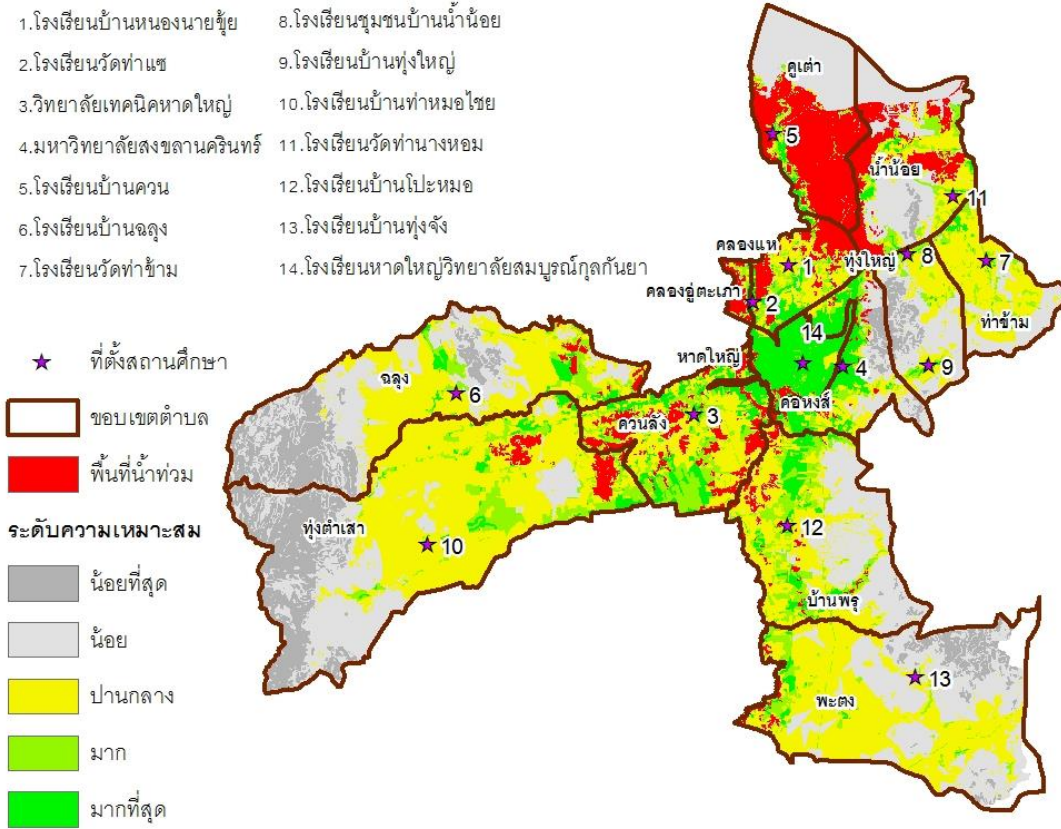 1.โรงเรียนบ้านหนองนายขุ้ย
2.โรงเรียนวัดท่าแซ
3.วิทยาลัยเทคนิคหาดใหญ่
4.มหาวิทยาลัยสงขลานครินทร์
5.โรงเรียนบ้านควน
6.โรงเรียนบ้านฉลุง
7.โรงเรียนวัดท่าข้าม
8.โรงเรียนชุมชนบ้านน้ำน้อย
9.โรงเรียนบ้านทุ่งใหญ่
10.โรงเรียนบ้านท่าหมอไชย
11.โรงเรียนวัดท่านางหอม
12.โรงเรียนบ้านโปะหมอ
13.โรงเรียนบ้านทุ่งจัง
14.โรงเรียนหาดใหญ่วิทยาลัยสมบูรณ์กุลกันยา
ที่ตั้งสถานศึกษา
ขอบเขตตำบล
พื้นที่น้ำท่วม
ระดับความเหมาะสม
น้อยที่สุด
น้อย
ปานกลาง
มาก
มากที่สุด
คูเต่า
5
น้ำน้อย
11
คลองแห
1
ทุ่งใหญ่
8
7
คลองอู่ตะเภา
2
ท่าข้าม
14
หาดใหญ่
4
9
ฉลุง
6
คอหงส์
ควนลัง
3
ทุ่งตำเสา
10
12
บ้านพรุ
13
พะตง